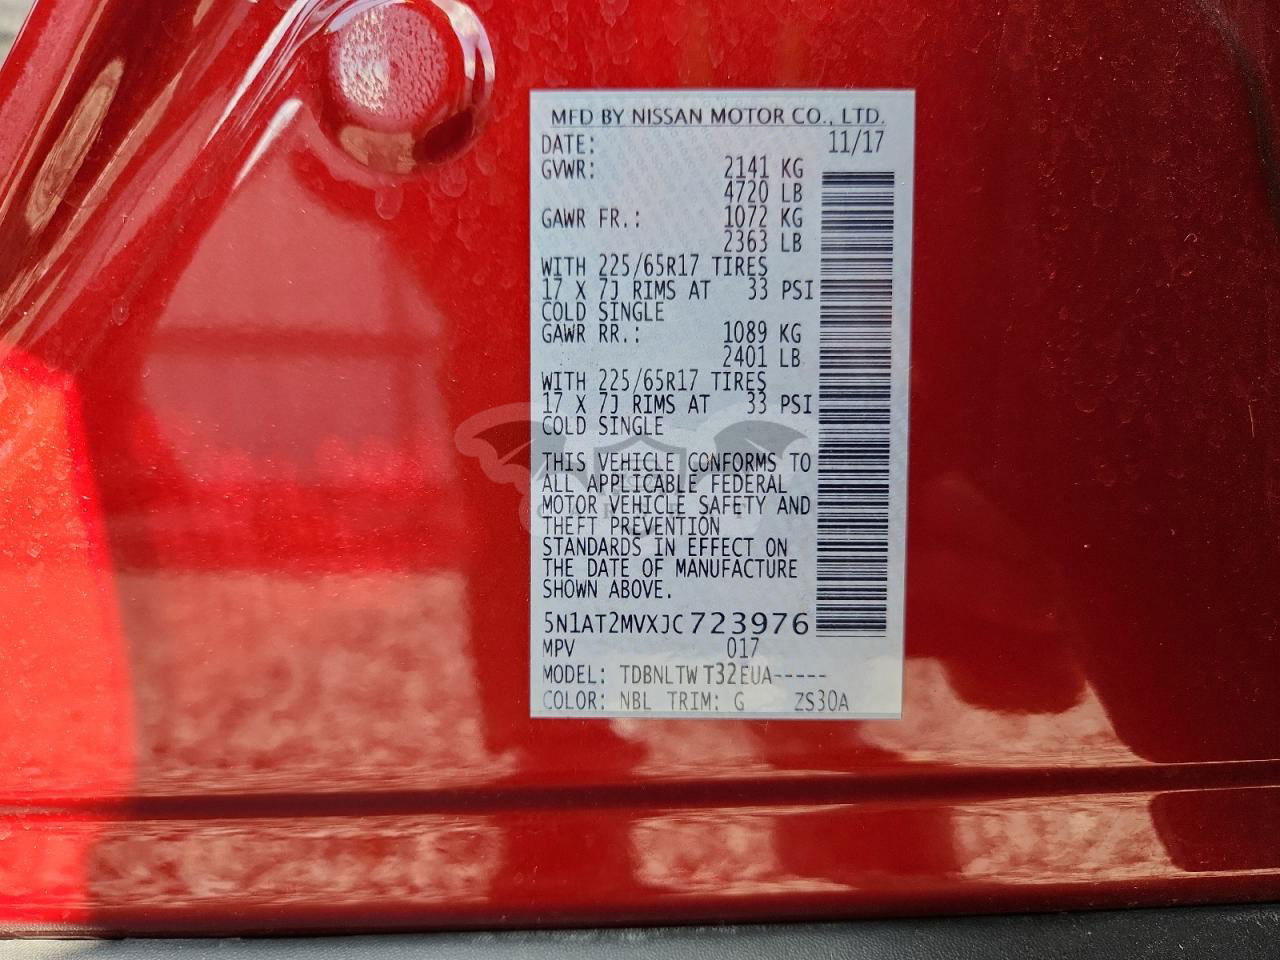 MFD BY NISSAN MOTOR CO., LTD.
DATE: 11/17
GVWR: 2141 KG
4720 LB
GAWR FR.: 1072 KG
2363 LB
WITH 225/65R17 TIRES
17 X 7J RIMS AT 33 PSI
COLD SINGLE
GAWR RR.: 1089 KG
2401 LB
WITH 225/65R17 TIRES
17 X 7J RIMS AT 33 PSI
COLD SINGLE
THIS VEHICLE CONFORMS TO
ALL APPLICABLE FEDERAL
MOTOR VEHICLE SAFETY AND
THEFT PREVENTION
STANDARDS IN EFFECT ON
THE DATE OF MANUFACTURE
SHOWN ABOVE.
5N1AT2MVXJC723976
MPV 017
MODEL: TDBNLTWT32EUA-----
COLOR: NBL TRIM: G ZS30A